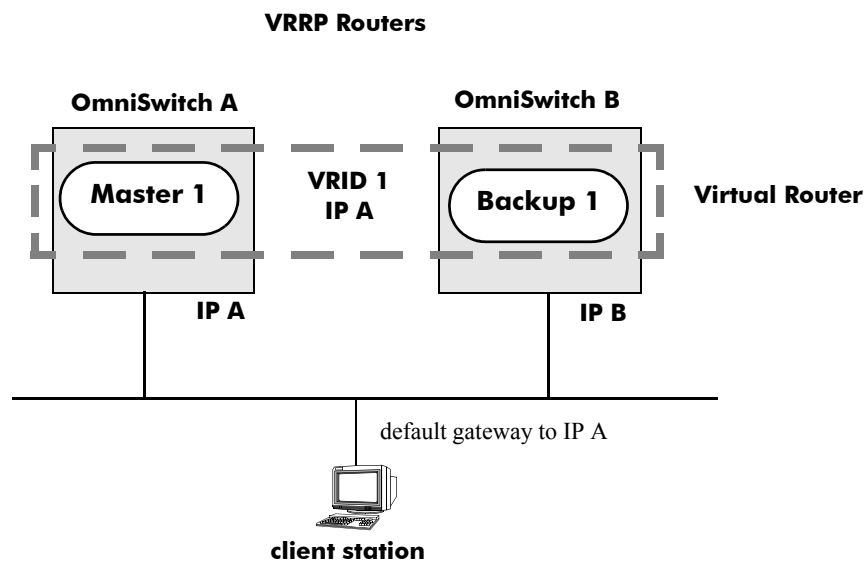 VRRP Routers
OmniSwitch A
OmniSwitch B
Master 1
VRID 1
IP A
Backup 1
Virtual Router
IP A
IP B
default gateway to IP A
client station